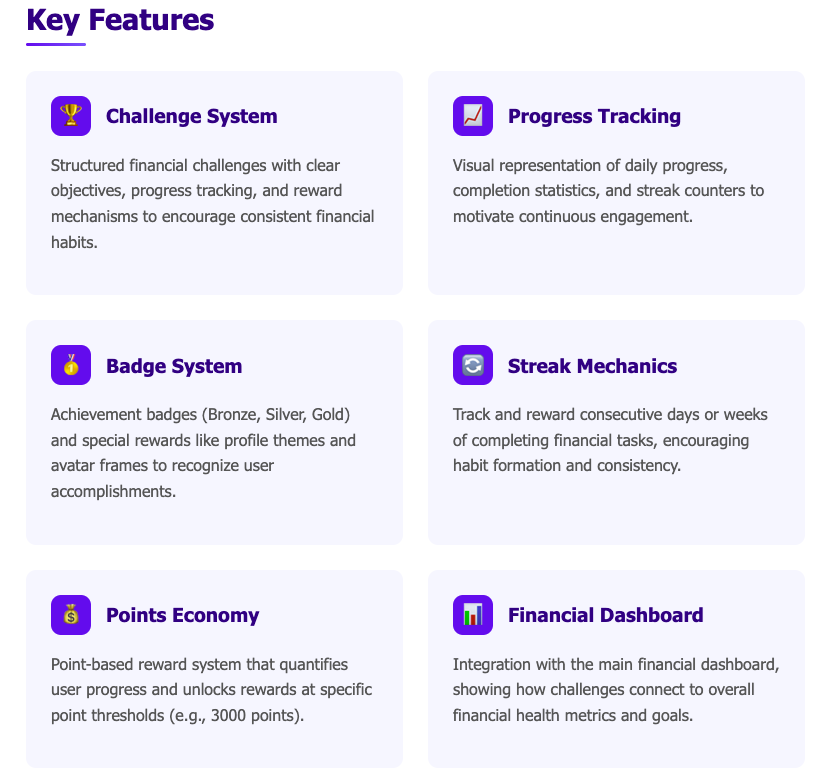 Key Features
Challenge System
Structured financial challenges with clear
objectives, progress tracking, and reward
mechanisms to encourage consistent financial
habits.
Progress Tracking
Visual representation of daily progress,
completion statistics, and streak counters to
motivate continuous engagement.
Badge System
Achievement badges (Bronze, Silver, Gold)
and special rewards like profile themes and
avatar frames to recognize user
accomplishments.
Streak Mechanics
Track and reward consecutive days or weeks
of completing financial tasks, encouraging
habit formation and consistency.
Points Economy
Point-based reward system that quantifies
user progress and unlocks rewards at specific
point thresholds (e.g., 3000 points).
Financial Dashboard
Integration with the main financial dashboard,
showing how challenges connect to overall
financial health metrics and goals.